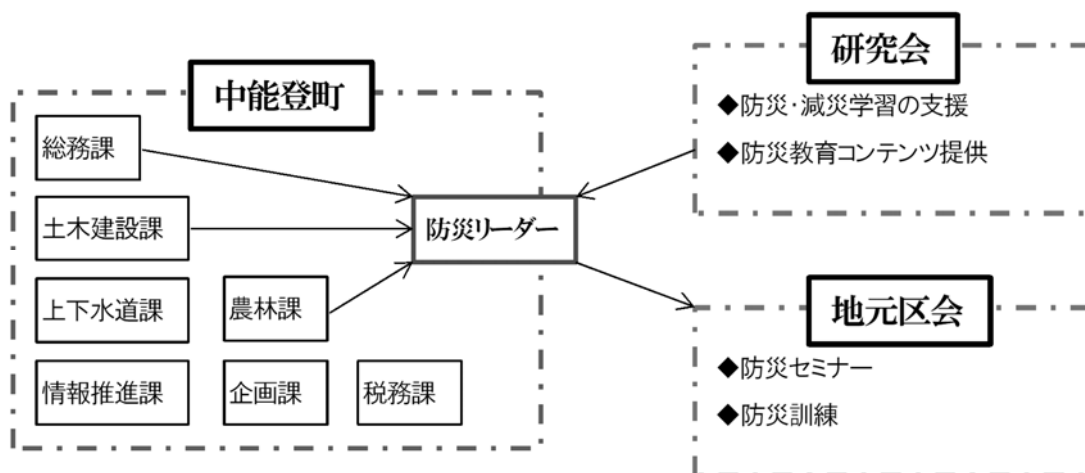 中能登町
総務課
土木建設課
上下水道課
農林課
情報推進課
企画課
税務課
防災リーダー
研究会
◆防災・減災学習の支援
◆防災教育コンテンツ提供
地元区会
◆防災セミナー
◆防災訓練